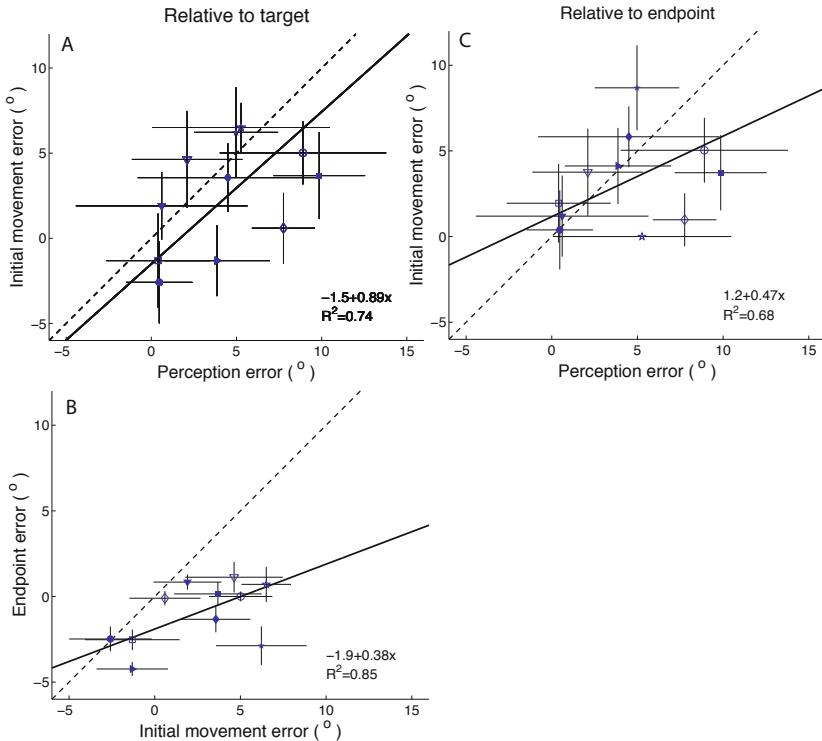 Relative to target
A
Initial movement error ( ° )
10
5
0
−5
−5 0 5 10 15
Perception error ( ° )
−1.5+0.89x
R²=0.74
Relative to endpoint
C
Initial movement error ( ° )
10
5
0
−5
−5 0 5 10 15
Perception error ( ° )
1.2+0.47x
R²=0.68
B
Endpoint error ( ° )
10
5
0
−5
−5 0 5 10 15
Initial movement error ( ° )
−1.9+0.38x
R²=0.85